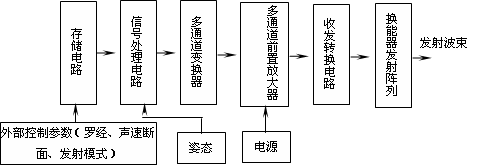 存储电路
信号处理电路
多通道变换器
多通道前置放大器
收发转换电路
换能器
发射阵列
发射波束
外部控制参数（罗经、声速断
面、发射模式）
姿态
电源